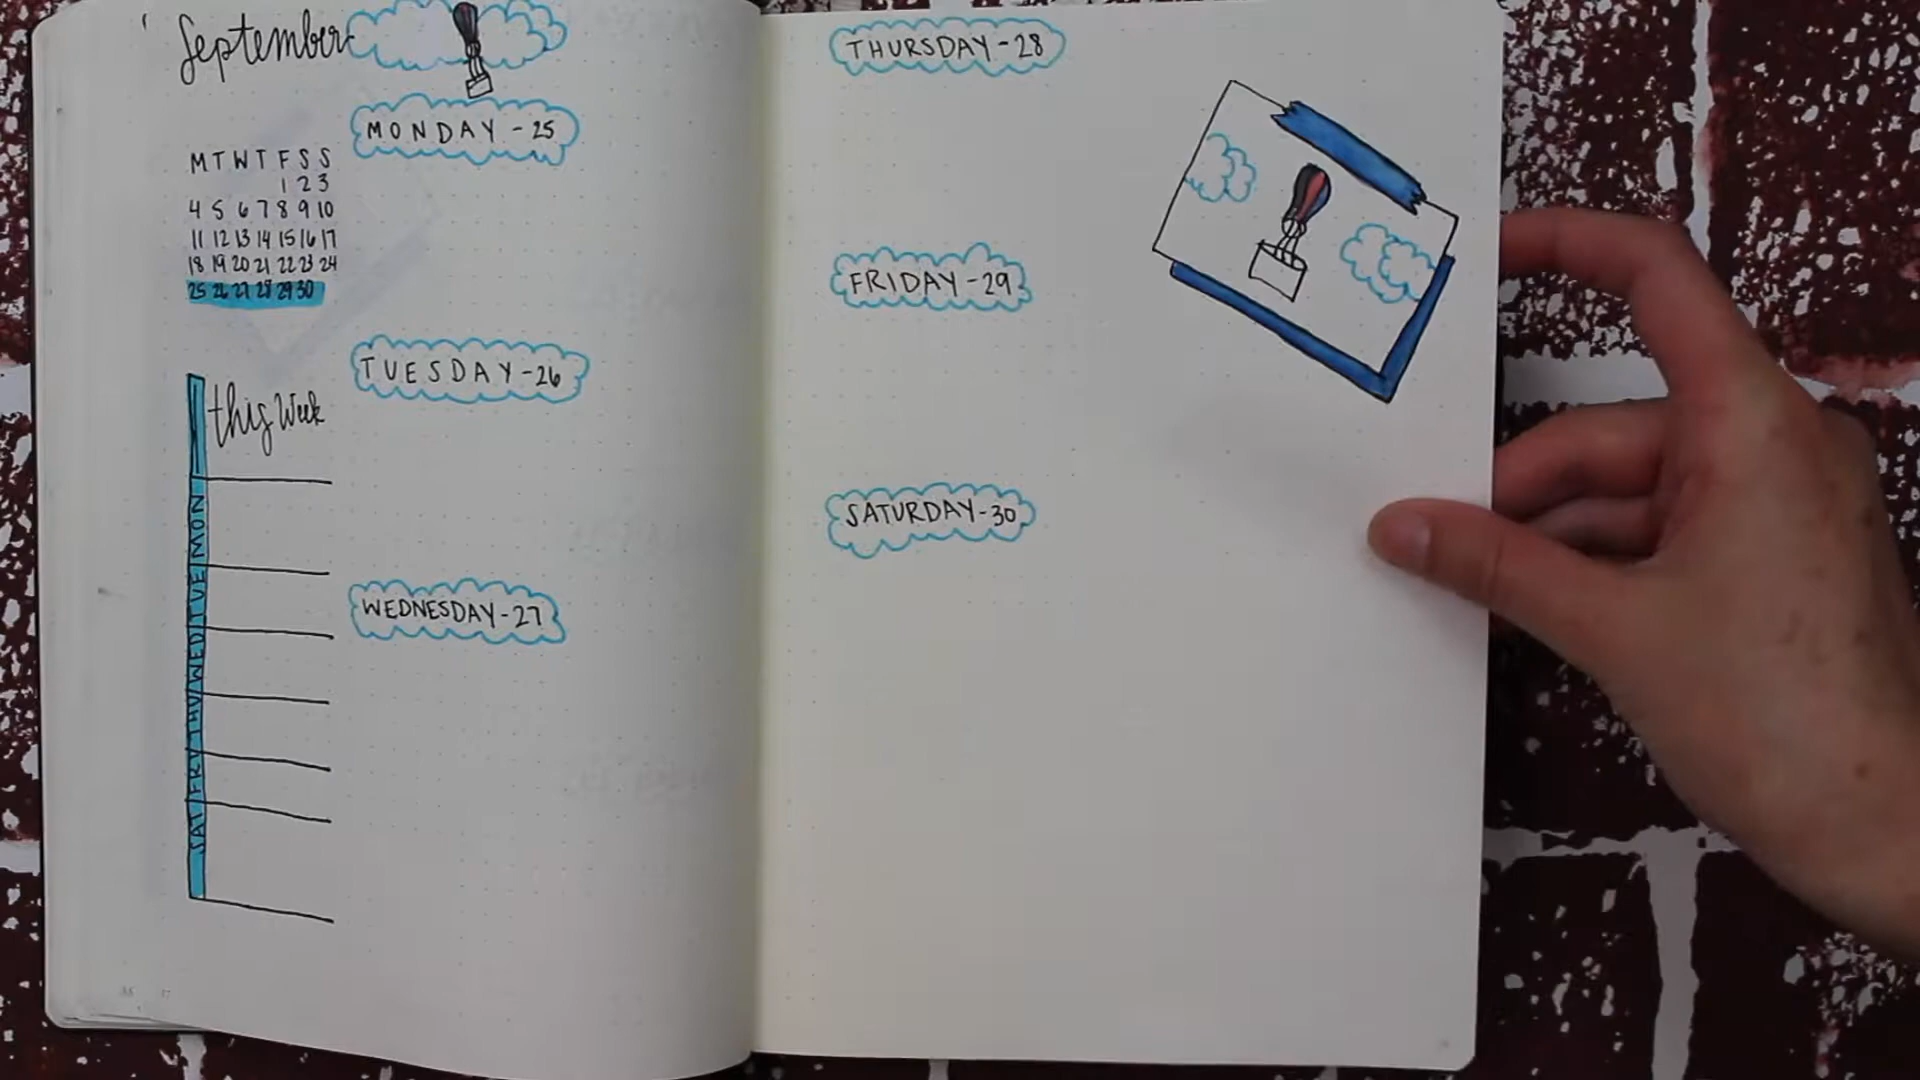 September
M T W T F S S
1 2 3
4 5 6 7 8 9 10
11 12 13 14 15 16 17
18 19 20 21 22 23 24
25 26 27 28 29 30
this Week
MON
TUE
WED
THU
FRI
SAT
MONDAY - 25
TUESDAY - 26
WEDNESDAY - 27
THURSDAY - 28
FRIDAY - 29
SATURDAY - 30